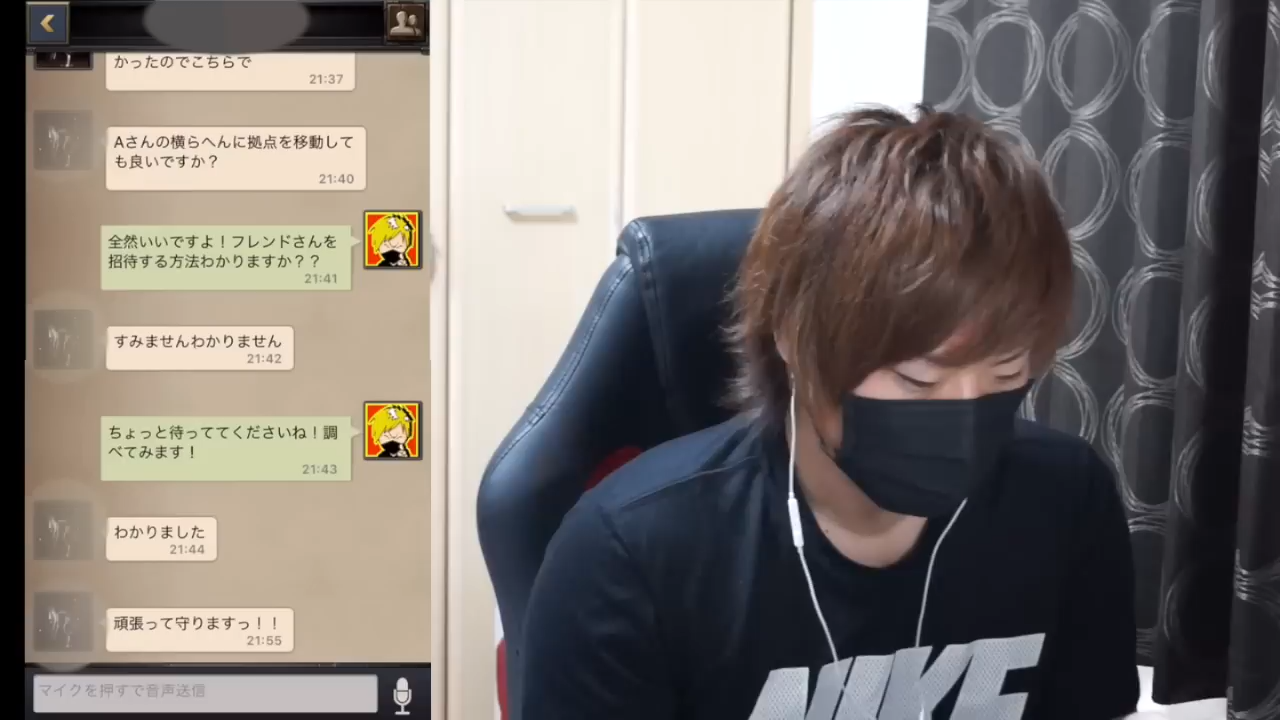 かったのでこちらで
21:37
Aさんの横らへんに拠点を移動して
も良いですか？
21:40
全然いいですよ！フレンドさんを
招待する方法わかりますか？？
21:41
すみませんわかりません
21:42
ちょっと待っててくださいね！調
べてみます！
21:43
わかりました
21:44
頑張って守りますっ！！
21:55
マイクを押すで音声送信
NIKE